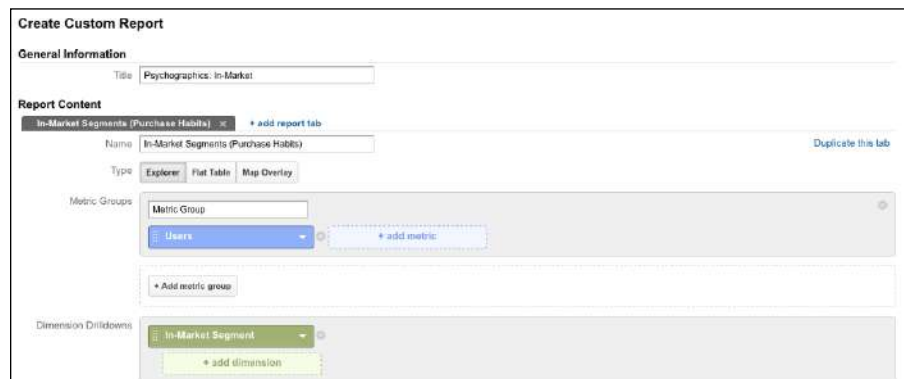 Create Custom Report
General Information
Title Psychographics: In-Market
Report Content
In-Market Segments (Purchase Habits) × + add report tab
Name In-Market Segments (Purchase Habits) Duplicate this tab
Type Explorer Flat Table Map Overlay
Metric Groups
Metric Group
Users + add metric
+ Add metric group
Dimension Drilldowns
In-Market Segment
+ add dimension